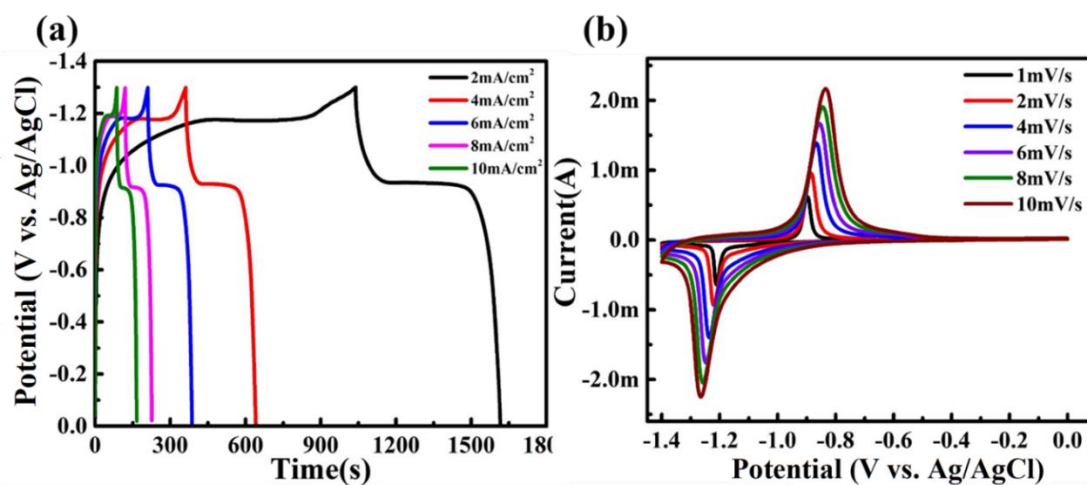 (a)
Potential (V vs. Ag/AgCl)
-1.4
-1.2
-1.0
-0.8
-0.6
-0.4
-0.2
0.0
2mA/cm²
4mA/cm²
6mA/cm²
8mA/cm²
10mA/cm²
0 300 600 900 1200 1500 180
Time(s)
(b)
Current(A)
2.0m
1.0m
0.0
-1.0m
-2.0m
1mV/s
2mV/s
4mV/s
6mV/s
8mV/s
10mV/s
-1.4 -1.2 -1.0 -0.8 -0.6 -0.4 -0.2 0.0
Potential (V vs. Ag/AgCl)